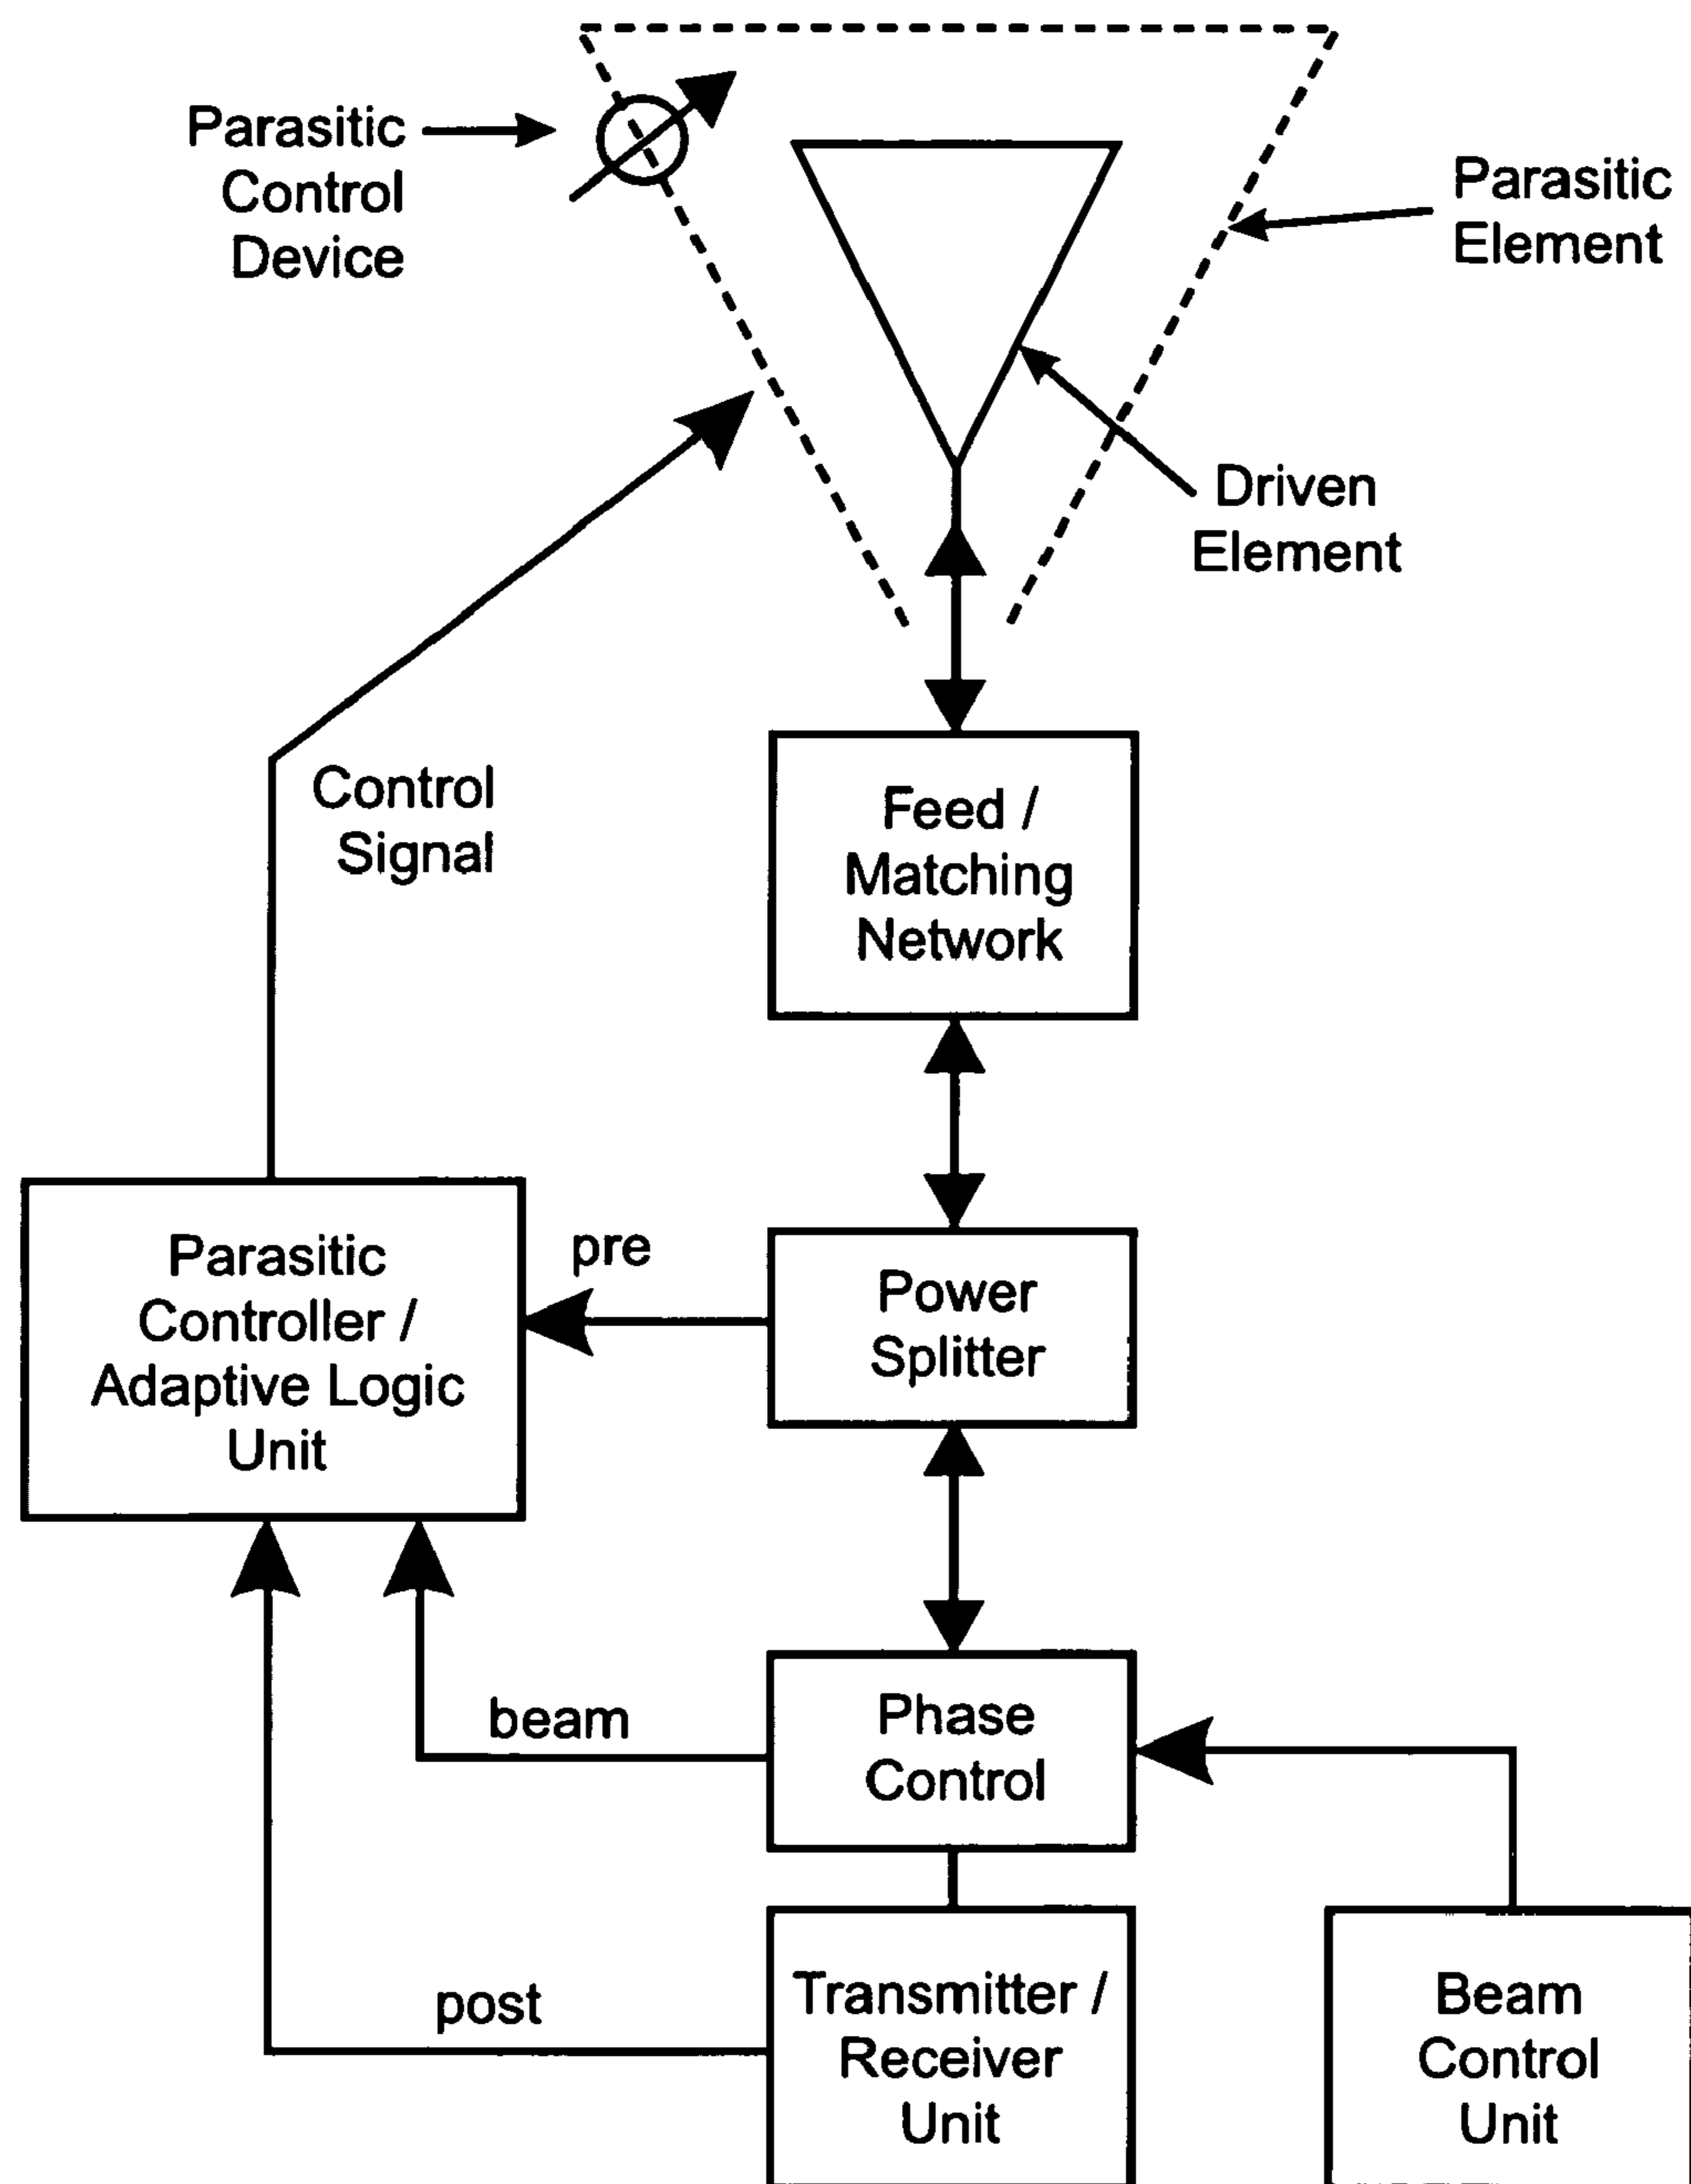 Parasitic
Control
Device
Parasitic
Element
Driven
Element
Control
Signal
Feed /
Matching
Network
Parasitic
Controller /
Adaptive Logic
Unit
pre
Power
Splitter
beam
Phase
Control
post
Transmitter /
Receiver
Unit
Beam
Control
Unit